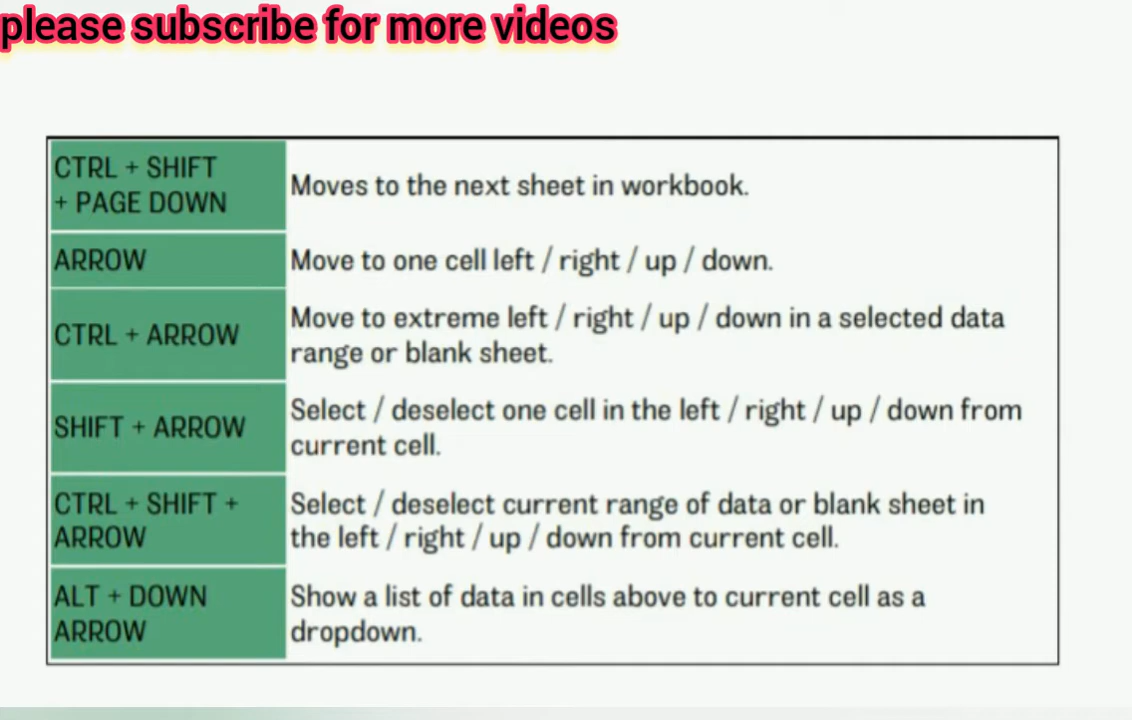 please subscribe for more videos
CTRL + SHIFT
+ PAGE DOWN
Moves to the next sheet in workbook.
ARROW
Move to one cell left / right / up / down.
CTRL + ARROW
Move to extreme left / right / up / down in a selected data
range or blank sheet.
SHIFT + ARROW
Select / deselect one cell in the left / right / up / down from
current cell.
CTRL + SHIFT +
ARROW
Select / deselect current range of data or blank sheet in
the left / right / up / down from current cell.
ALT + DOWN
ARROW
Show a list of data in cells above to current cell as a
dropdown.